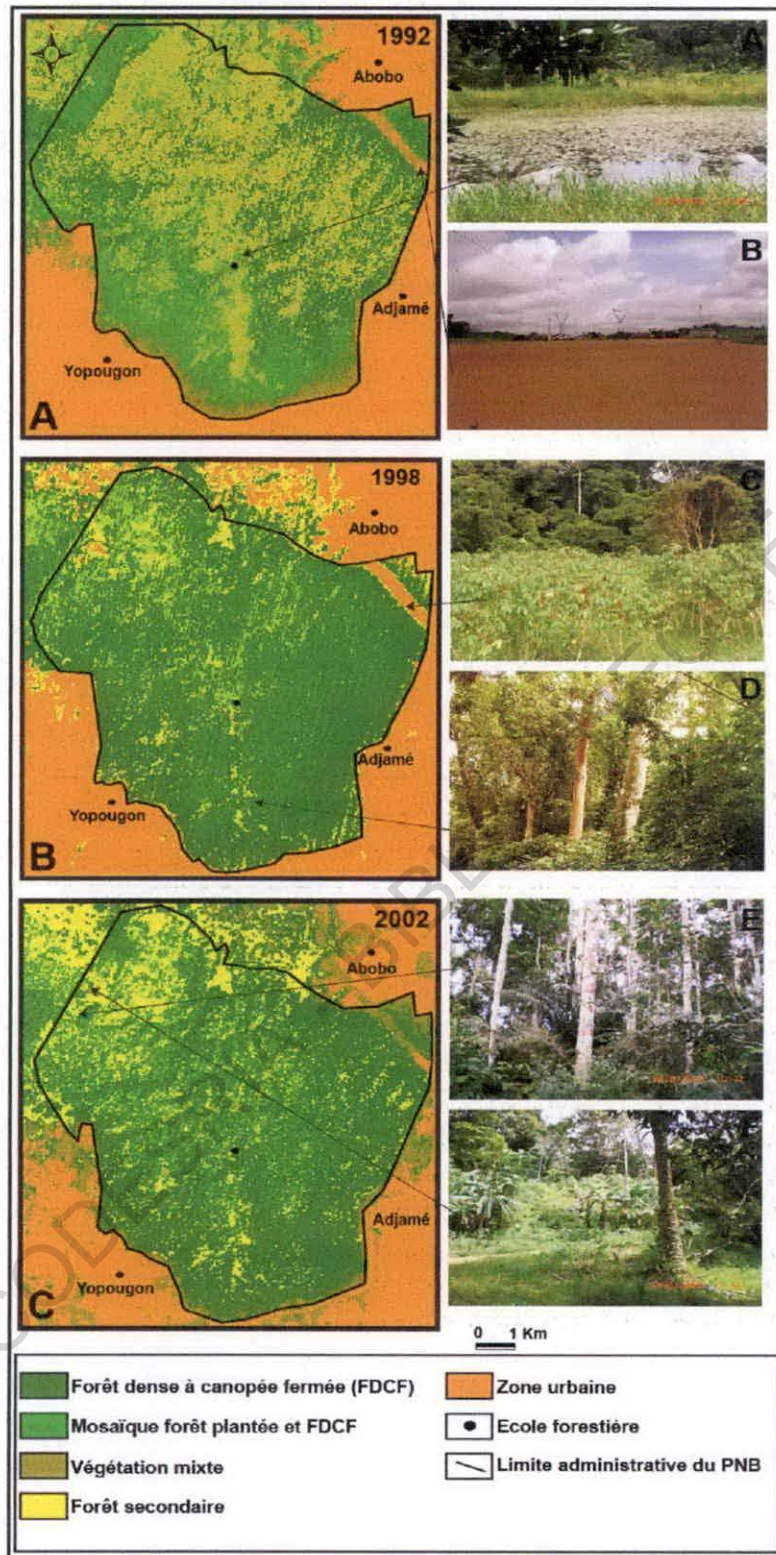 1992
Abobo
Adjamé
Yopougon
A
A
B
1998
Abobo
Adjamé
Yopougon
B
C
D
2002
Abobo
Adjamé
Yopougon
C
E
0 1 Km
Forêt dense à canopée fermée (FDCF)
Mosaïque forêt plantée et FDCF
Végétation mixte
Forêt secondaire
Zone urbaine
Ecole forestière
Limite administrative du PNB